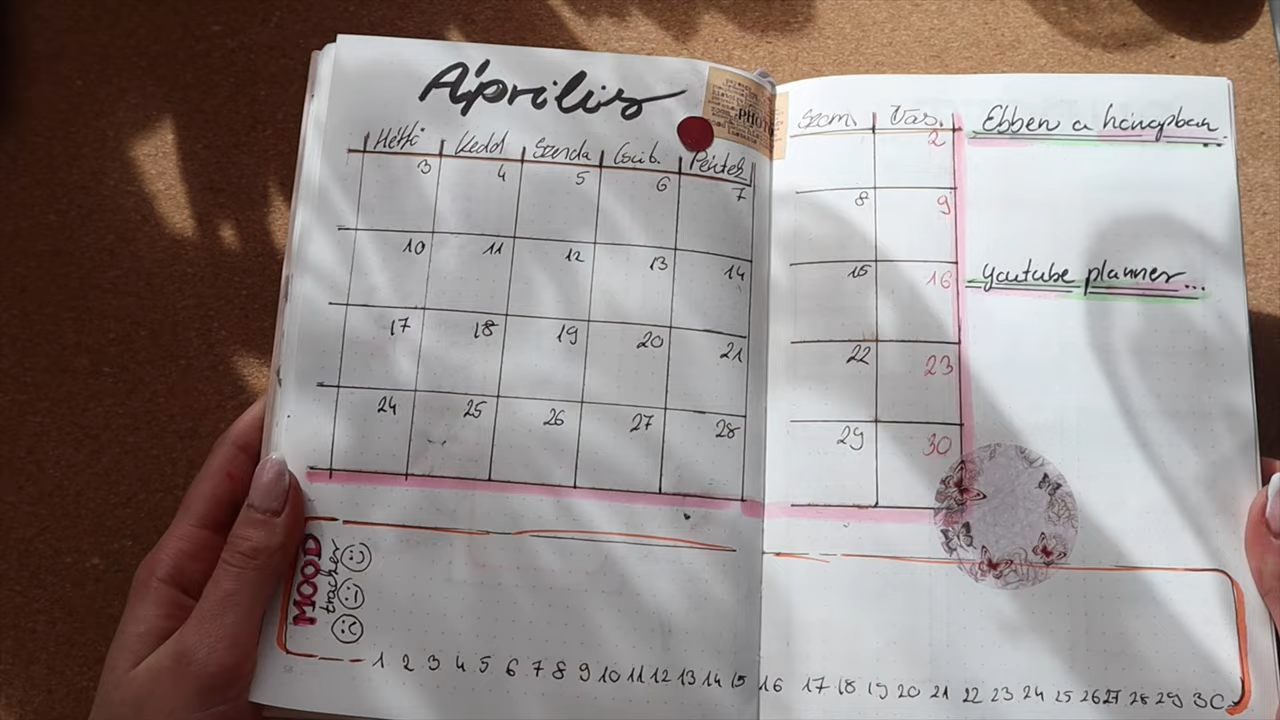 Április
PHOTO
Hétfő Kedd Szerda Csüt. Péntek Szom. Vas.
2
3 4 5 6 7 8 9
10 11 12 13 14 15 16
17 18 19 20 21 22 23
24 25 26 27 28 29 30
Ebben a hónapban
youtube planner...
MOOD
tracker
1 2 3 4 5 6 7 8 9 10 11 12 13 14 15 16 17 18 19 20 21 22 23 24 25 26 27 28 29 30